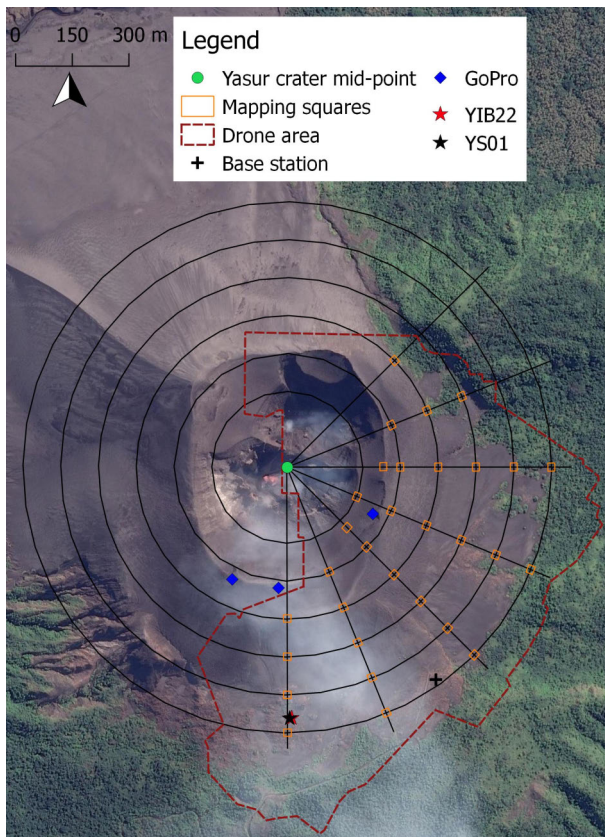 0 150 300 m
Legend
Yasur crater mid-point
Mapping squares
Drone area
Base station
GoPro
YIB22
YS01